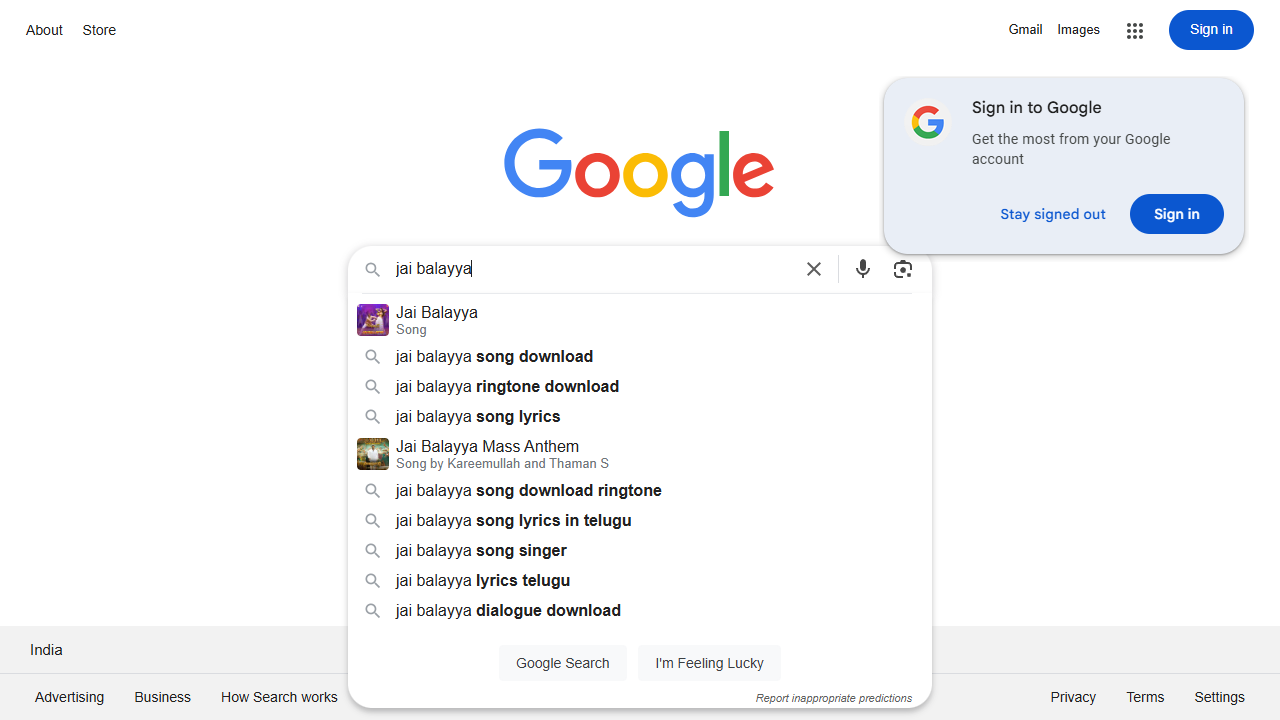 About Store Gmail Images Sign in
Sign in to Google
Get the most from your Google
account
Stay signed out Sign in
Google
jai balayya
Jai Balayya
Song
jai balayya song download
jai balayya ringtone download
jai balayya song lyrics
Jai Balayya Mass Anthem
Song by Kareemullah and Thaman S
jai balayya song download ringtone
jai balayya song lyrics in telugu
jai balayya song singer
jai balayya lyrics telugu
jai balayya dialogue download
Google Search I'm Feeling Lucky
Report inappropriate predictions
India
Advertising Business How Search works Privacy Terms Settings